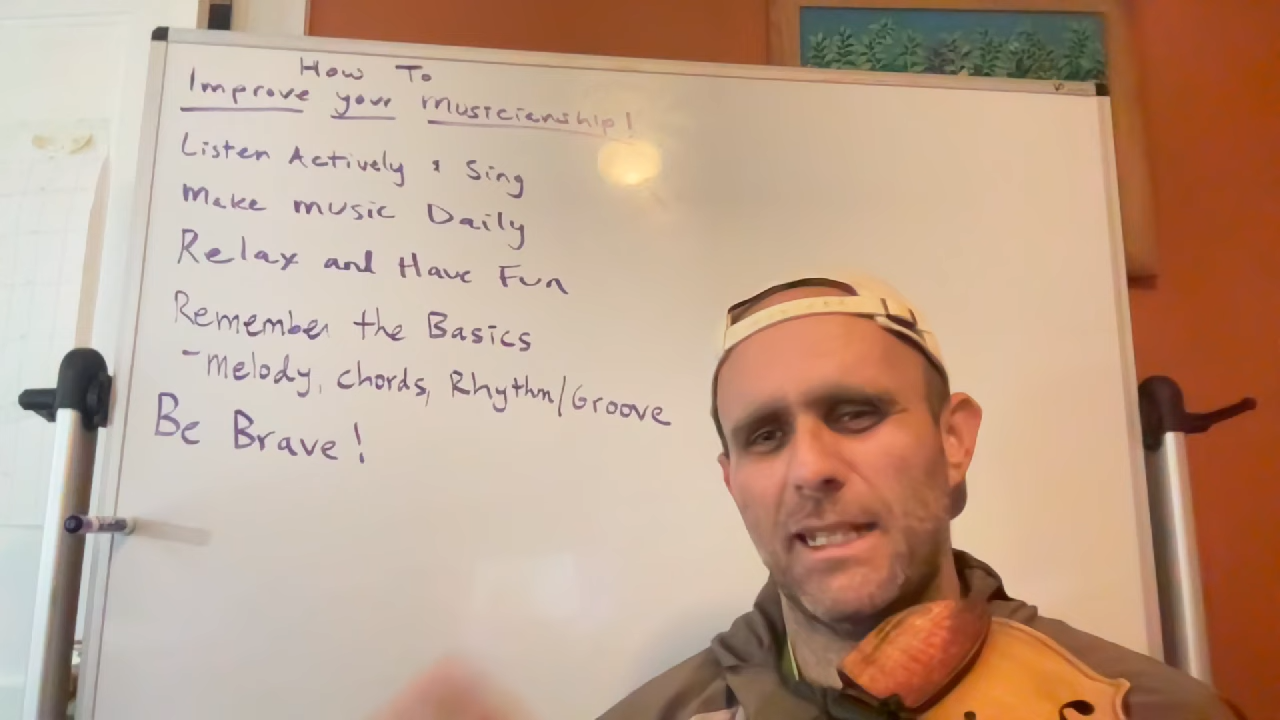 How To
Improve your musicianship!
Listen Actively & Sing
Make music Daily
Relax and Have Fun
Remember the Basics
- Melody, chords, Rhythm/Groove
Be Brave!